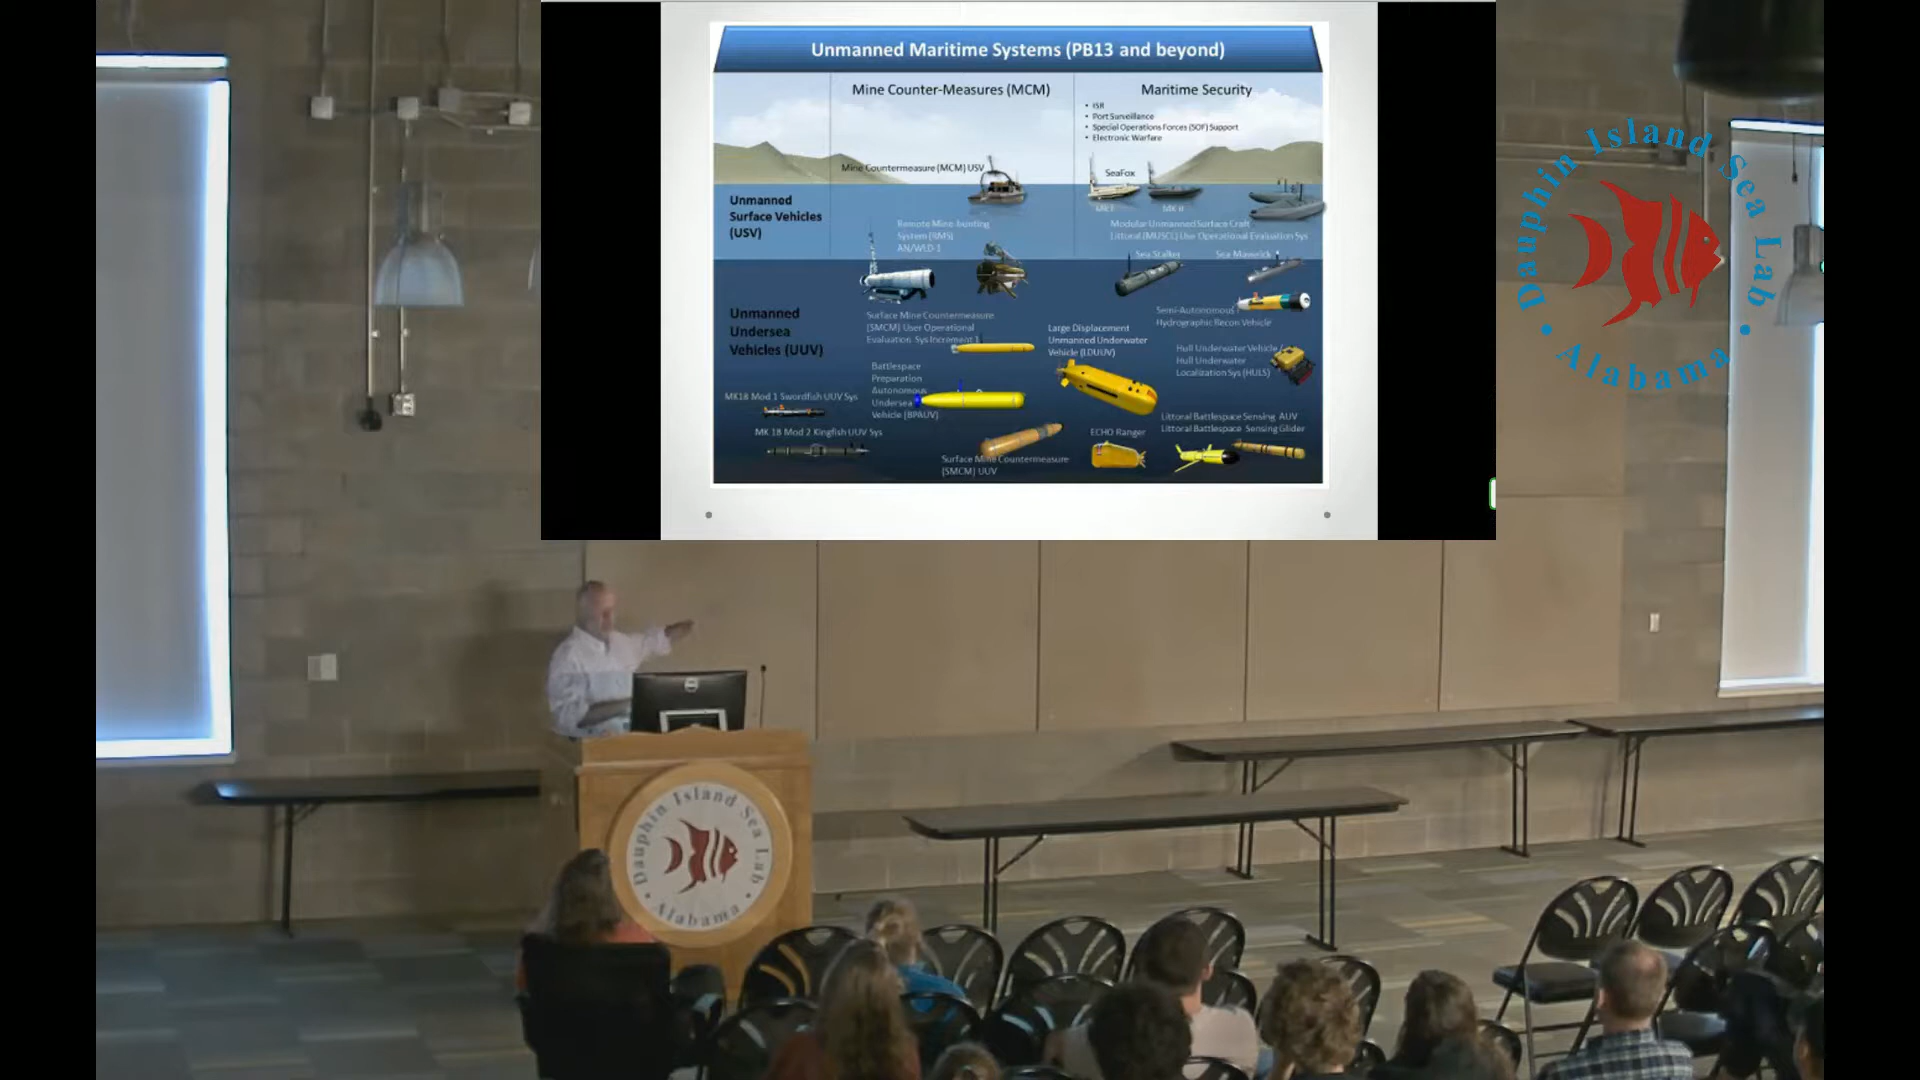 Unmanned Maritime Systems (PB13 and beyond)
Mine Counter-Measures (MCM)
Maritime Security
• ISR
• Port Surveillance
• Special Operations Forces (SOF) Support
• Electronic Warfare
Mine Countermeasure (MCM) USV
SeaFox
MK I
MK II
Unmanned
Surface Vehicles
(USV)
Remote Mine-hunting
System (RMS)
AN/WLD-1
Modular Unmanned Surface Craft
Littoral (MUSCL) Use Operational Evaluation Sys
Sea Stalker
Sea Maverick
Unmanned
Undersea
Vehicles (UUV)
Surface Mine Countermeasure
(SMCM) User Operational
Evaluation Sys Increment 1
Semi-Autonomous
Hydrographic Recon Vehicle
Large Displacement
Unmanned Underwater
Vehicle (LDUUV)
Hull Underwater Vehicle /
Hull Underwater
Localization Sys (HULS)
Battlespace
Preparation
Autonomous
Undersea
Vehicle (BPAUV)
MK18 Mod 1 Swordfish UUV Sys
MK 18 Mod 2 Kingfish UUV Sys
Surface Mine Countermeasure
(SMCM) UUV
ECHO Ranger
Littoral Battlespace Sensing AUV
Littoral Battlespace Sensing Glider
Dauphin Island Sea Lab
• Alabama •
Dauphin Island Sea Lab
• Alabama •